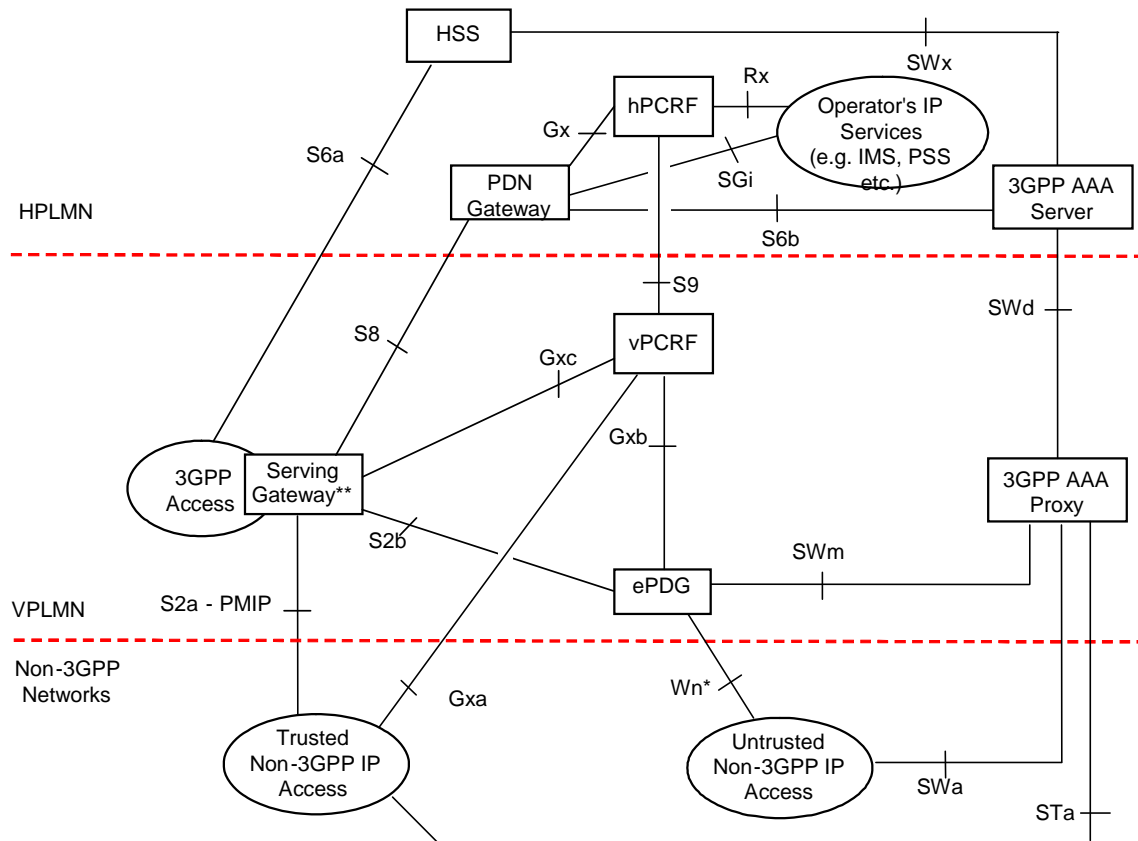 HSS
SWx
Rx
hPCRF
Operator's IP
Services
(e.g. IMS, PSS
etc.)
Gx
S6a
SGi
PDN
Gateway
3GPP AAA
Server
HPLMN
S6b
S9
SWd
S8
vPCRF
Gxc
Gxb
3GPP
Access
Serving
Gateway**
3GPP AAA
Proxy
S2b
SWm
ePDG
S2a - PMIP
VPLMN
Non-3GPP
Networks
Wn*
Gxa
Trusted
Non-3GPP IP
Access
Untrusted
Non-3GPP IP
Access
SWa
STa